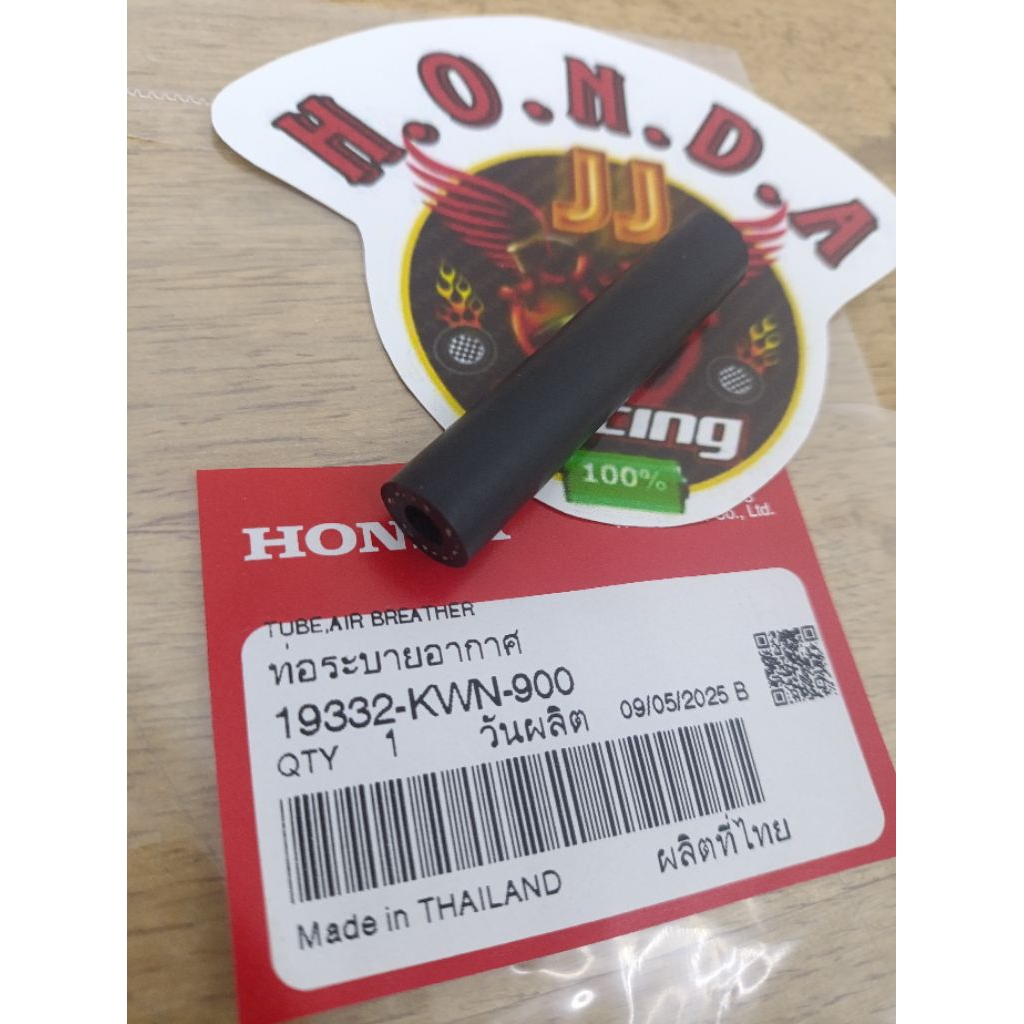 H.O.N.D.A
JJ
cing
100%
HON
Co., Ltd.
TUBE,AIR BREATHER
ท่อระบายอากาศ
19332-KWN-900
QTY 1 วันผลิต 09/05/2025 B
ผลิตที่ไทย
Made in THAILAND